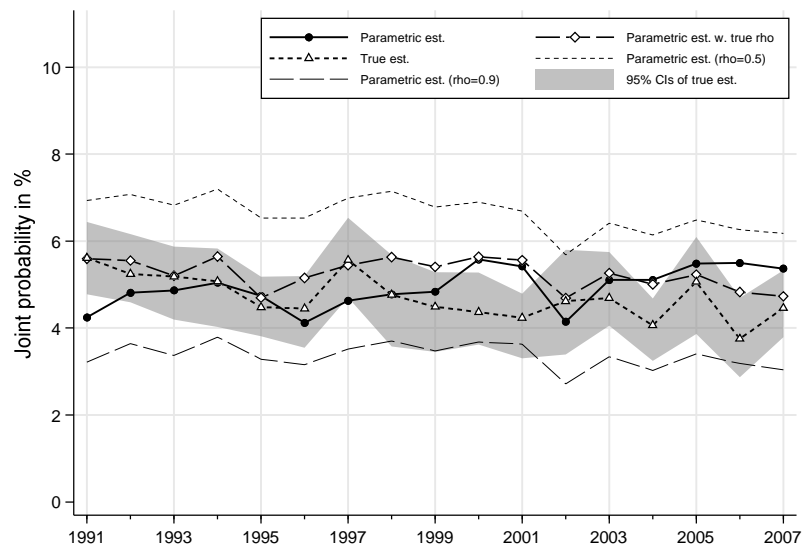 Parametric est.
Parametric est. w. true rho
True est.
Parametric est. (rho=0.5)
Parametric est. (rho=0.9)
95% CIs of true est.
Joint probability in %
10
8
6
4
2
0
1991 1993 1995 1997 1999 2001 2003 2005 2007